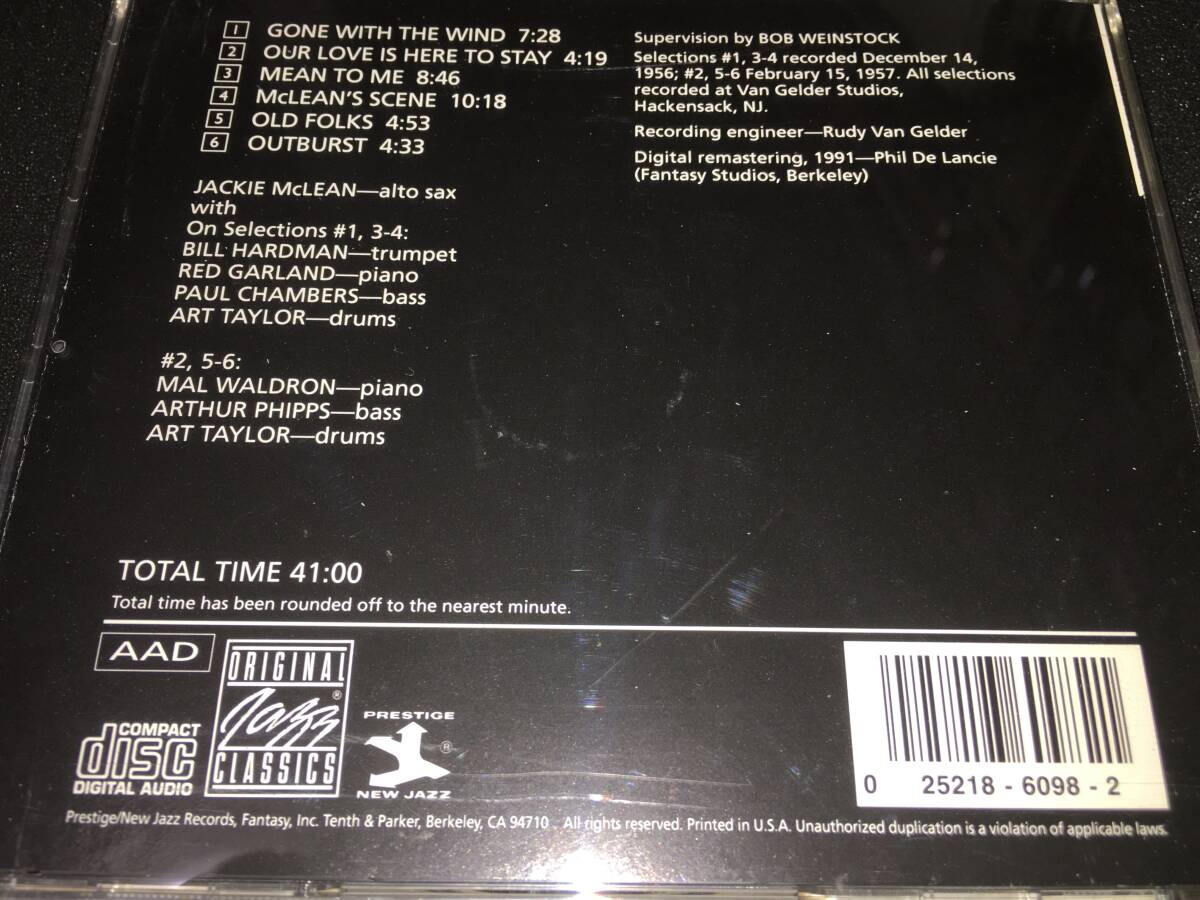 1 GONE WITH THE WIND 7:28
2 OUR LOVE IS HERE TO STAY 4:19
3 MEAN TO ME 8:46
4 McLEAN'S SCENE 10:18
5 OLD FOLKS 4:53
6 OUTBURST 4:33
JACKIE McLEAN—alto sax
with
On Selections #1, 3-4:
BILL HARDMAN—trumpet
RED GARLAND—piano
PAUL CHAMBERS—bass
ART TAYLOR—drums
#2, 5-6:
MAL WALDRON—piano
ARTHUR PHIPPS—bass
ART TAYLOR—drums
Supervision by BOB WEINSTOCK
Selections #1, 3-4 recorded December 14,
1956; #2, 5-6 February 15, 1957. All selections
recorded at Van Gelder Studios,
Hackensack, NJ.
Recording engineer—Rudy Van Gelder
Digital remastering, 1991—Phil De Lancie
(Fantasy Studios, Berkeley)
TOTAL TIME 41:00
Total time has been rounded off to the nearest minute.
AAD
COMPACT
disc
DIGITAL AUDIO
ORIGINAL
Jazz ®
CLASSICS
PRESTIGE
®
NEW JAZZ
0 25218 - 6098 - 2
Prestige/New Jazz Records, Fantasy, Inc. Tenth & Parker, Berkeley, CA 94710 All rights reserved. Printed in U.S.A. Unauthorized duplication is a violation of applicable laws.